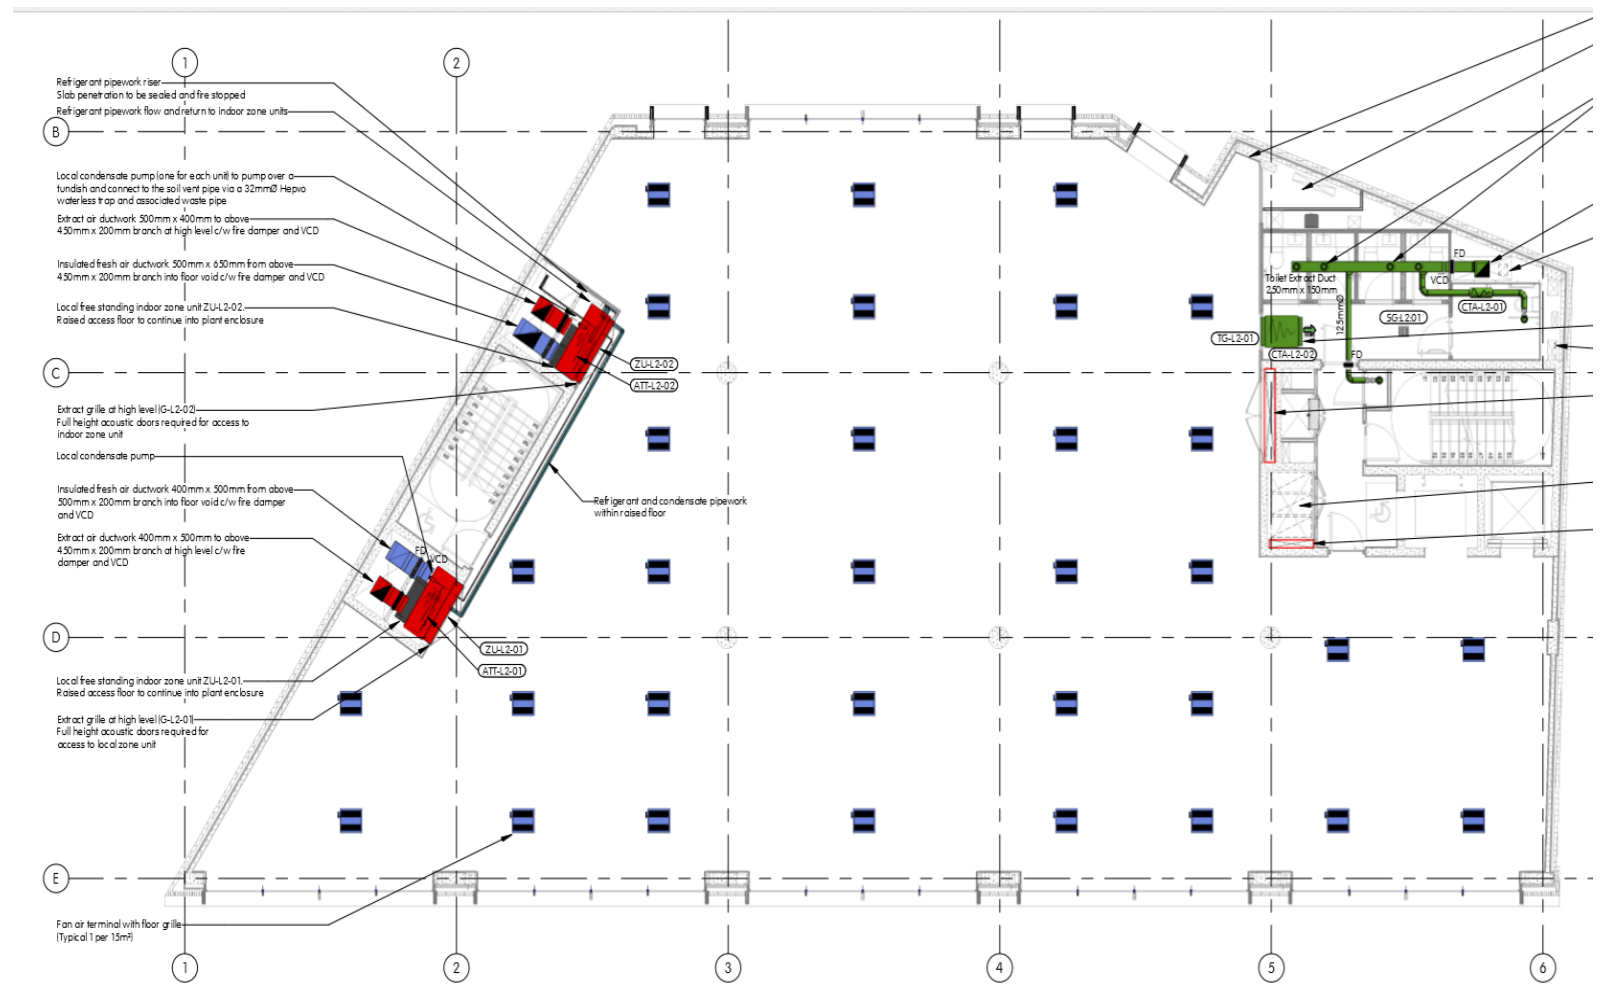 1
2
Refrigerant pipework riser
Slab penetration to be sealed and fire stopped
Refrigerant pipework flow and return to indoor zone units
B
Local condensate pump (one for each unit) to pump over a
tundish and connect to the soil vent pipe via a 32mmØ Hepvo
waterless trap and associated waste pipe
Extract air ductwork 500mm x 400mm to above
450mm x 200mm branch at high level c/w fire damper and VCD
Insulated fresh air ductwork 500mm x 650mm from above
450mm x 200mm branch into floor void c/w fire damper and VCD
Local free standing indoor zone unit ZU-L2-02.
Raised access floor to continue into plant enclosure
FD
VCD
Toilet Extract Duct
250mm x 150mm
CTA-L2-01
SG-L2-01
125mmØ
TG-L2-01
CTA-L2-02
FD
ZU-L2-02
ATT-L2-02
C
Extract grille at high level (G-L2-02)
Full height acoustic doors required for access to
indoor zone unit
Local condensate pump
Insulated fresh air ductwork 400mm x 500mm from above
500mm x 200mm branch into floor void c/w fire damper
and VCD
Refrigerant and condensate pipework
within raised floor
Extract air ductwork 400mm x 500mm to above
450mm x 200mm branch at high level c/w fire
damper and VCD
FD
VCD
D
ZU-L2-01
ATT-L2-01
Local free standing indoor zone unit ZU-L2-01.
Raised access floor to continue into plant enclosure
Extract grille at high level (G-L2-01)
Full height acoustic doors required for
access to local zone unit
E
Fan air terminal with floor grille
(Typical 1 per 15m²)
1
2
3
4
5
6